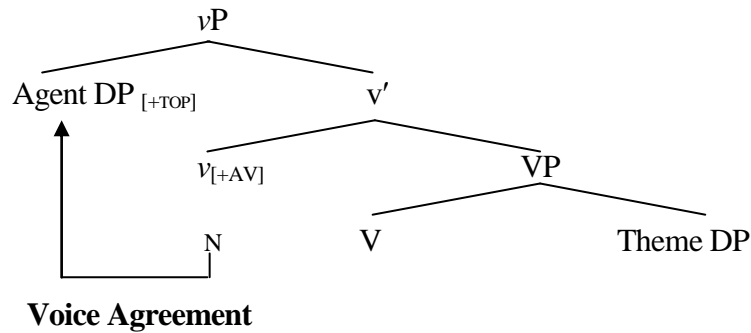 vP
Agent DP [+TOP] v′
v[+AV] VP
N V Theme DP
Voice Agreement